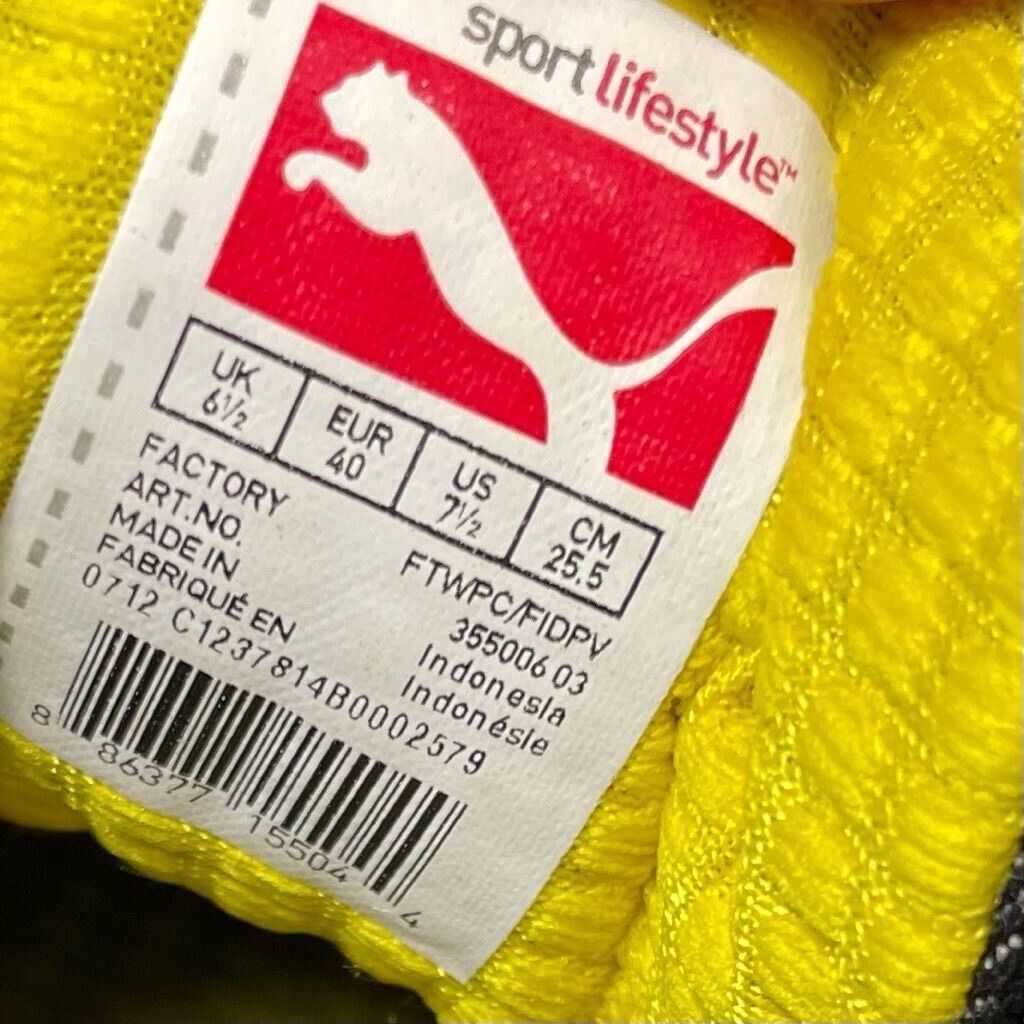 sport lifestyle™
UK EUR US CM
6½ 40 7½ 25.5
FACTORY FTWPC/FIDPV
ART.NO. 355006 03
MADE IN Indonesia
FABRIQUÉ EN Indonésie
0712 C1237814B0002579
8 86377 15504 4